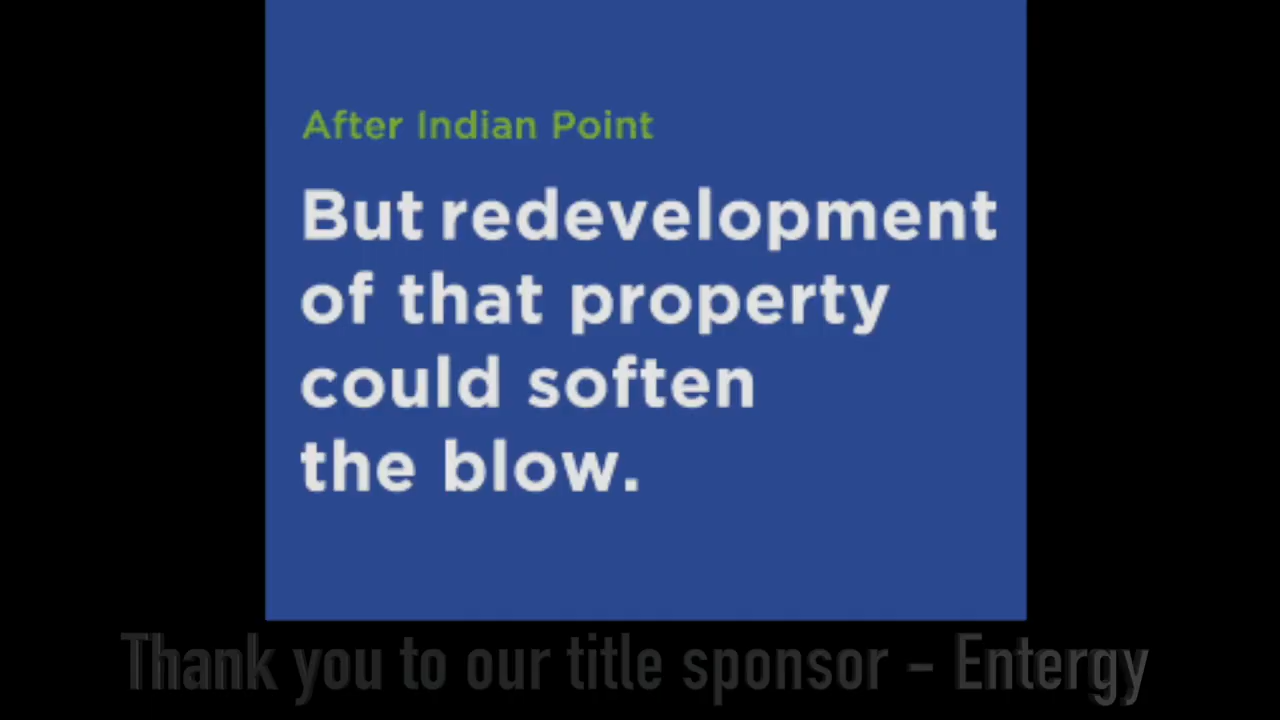 After Indian Point
But redevelopment
of that property
could soften
the blow.
Thank you to our title sponsor - Entergy